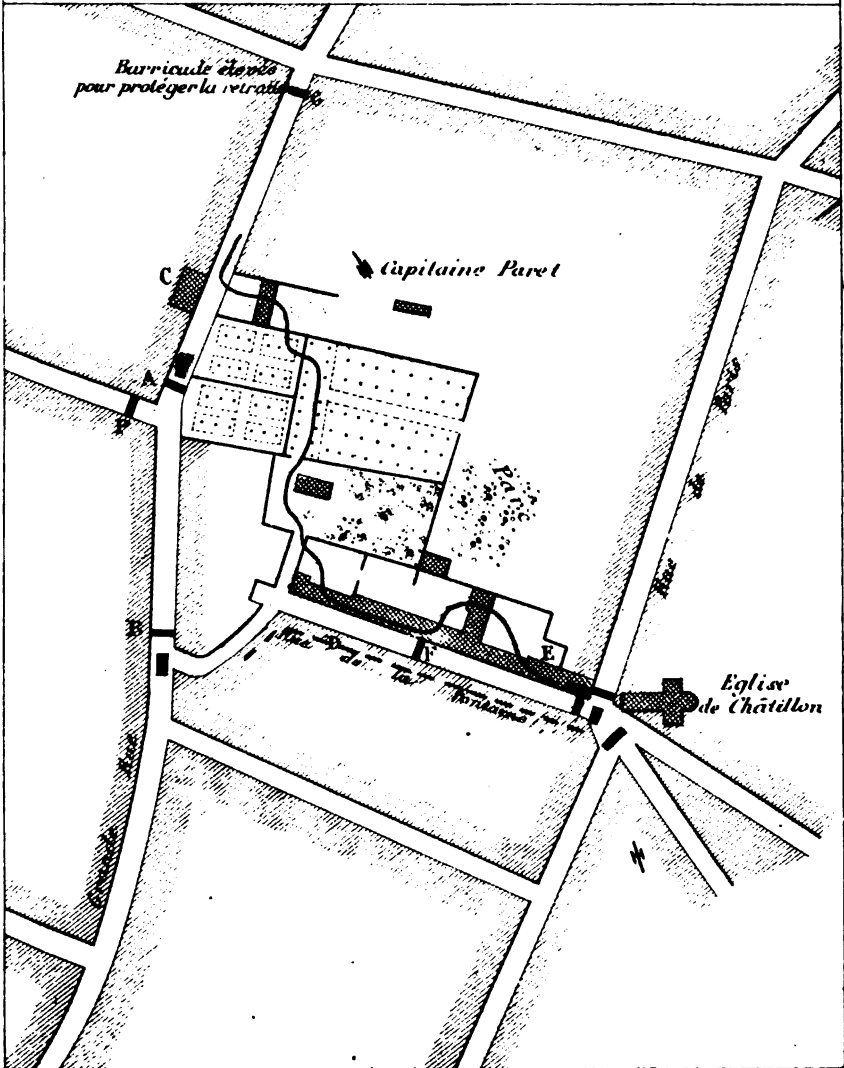 Barricade élevée
pour protéger la retraite
G
C
Capitaine Paret
A
P
Parc
Rue de Paris
B
E
F
Rue de la Fontaine
Eglise
de Châtillon
Grande Rue